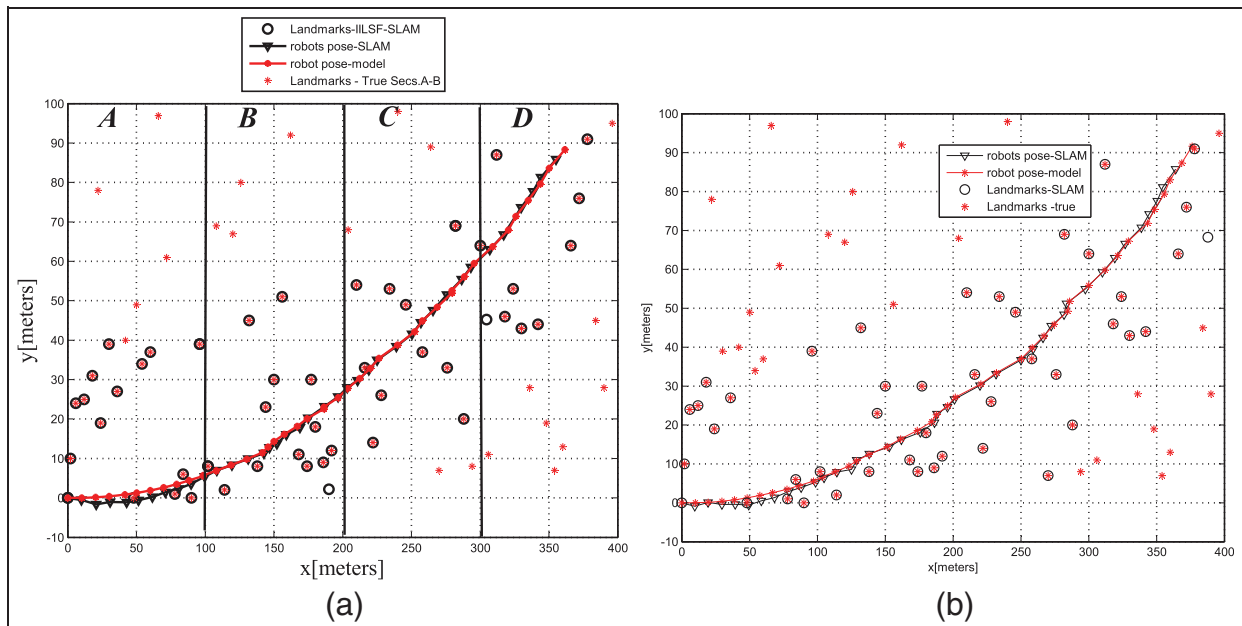 Landmarks-IILSF-SLAM
robots pose-SLAM
robot pose-model
Landmarks - True Secs.A-B
A B C D
100
90
80
70
60
50
40
30
20
10
0
-10
0 50 100 150 200 250 300 350 400
y[meters]
x[meters]
(a)
robots pose-SLAM
robot pose-model
Landmarks-SLAM
Landmarks -true
100
90
80
70
60
50
40
30
20
10
0
-10
0 50 100 150 200 250 300 350 400
y[meters]
x[meters]
(b)